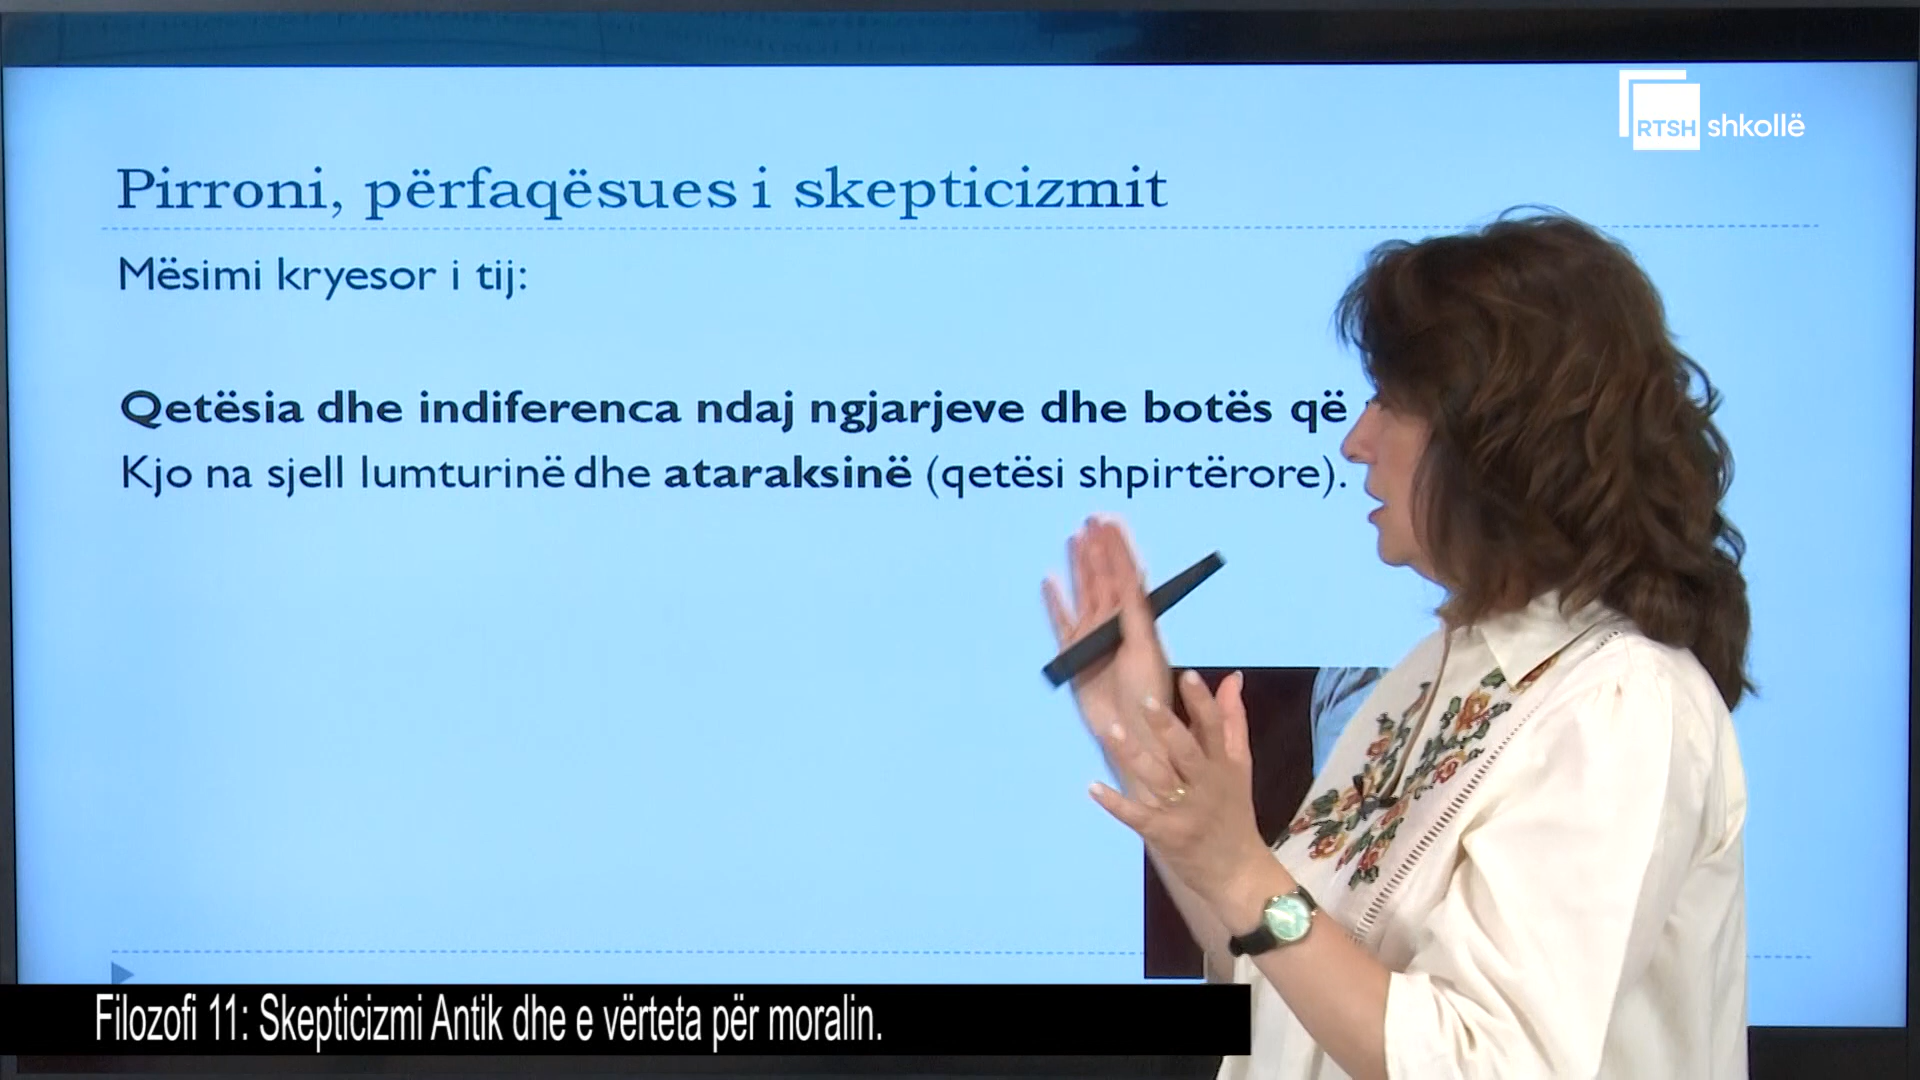 RTSH shkollë
Pirroni, përfaqësues i skepticizmit
Mësimi kryesor i tij:
Qetësia dhe indiferenca ndaj ngjarjeve dhe botës që
Kjo na sjell lumturinë dhe ataraksinë (qetësi shpirtërore).
Filozofi 11: Skepticizmi Antik dhe e vërteta për moralin.